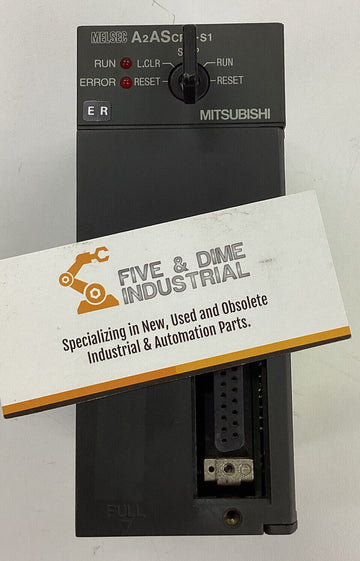 MELSEC A2ASCPU-S1
STOP
RUN L.CLR RUN
ERROR RESET RESET
E R
MITSUBISHI
FIVE & DIME
INDUSTRIAL
Specializing in New, Used and Obsolete
Industrial & Automation Parts.
PULL